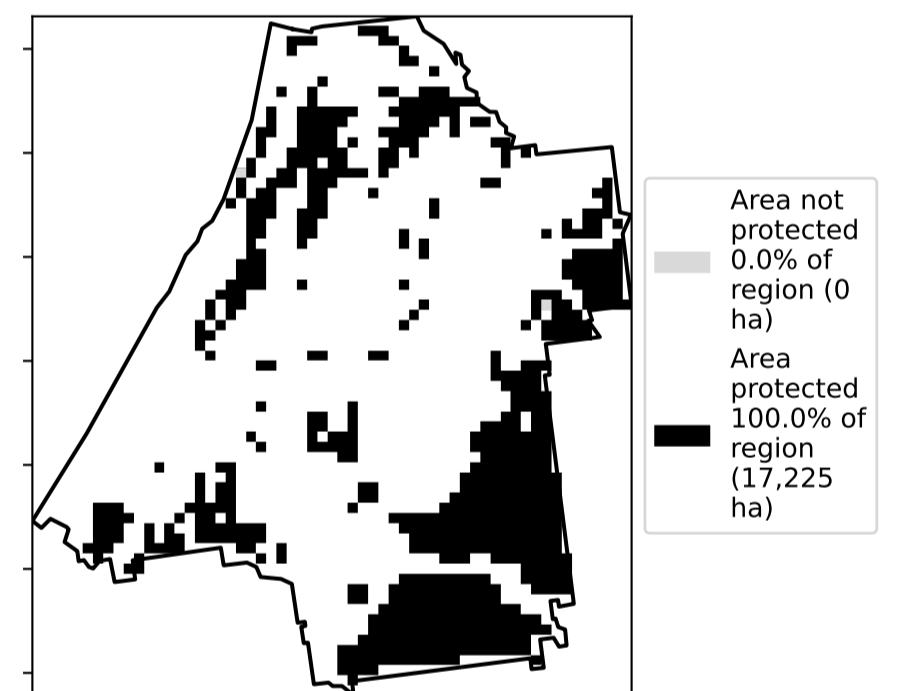 Area not
protected
0.0% of
region (0
ha)
Area
protected
100.0% of
region
(17,225
ha)